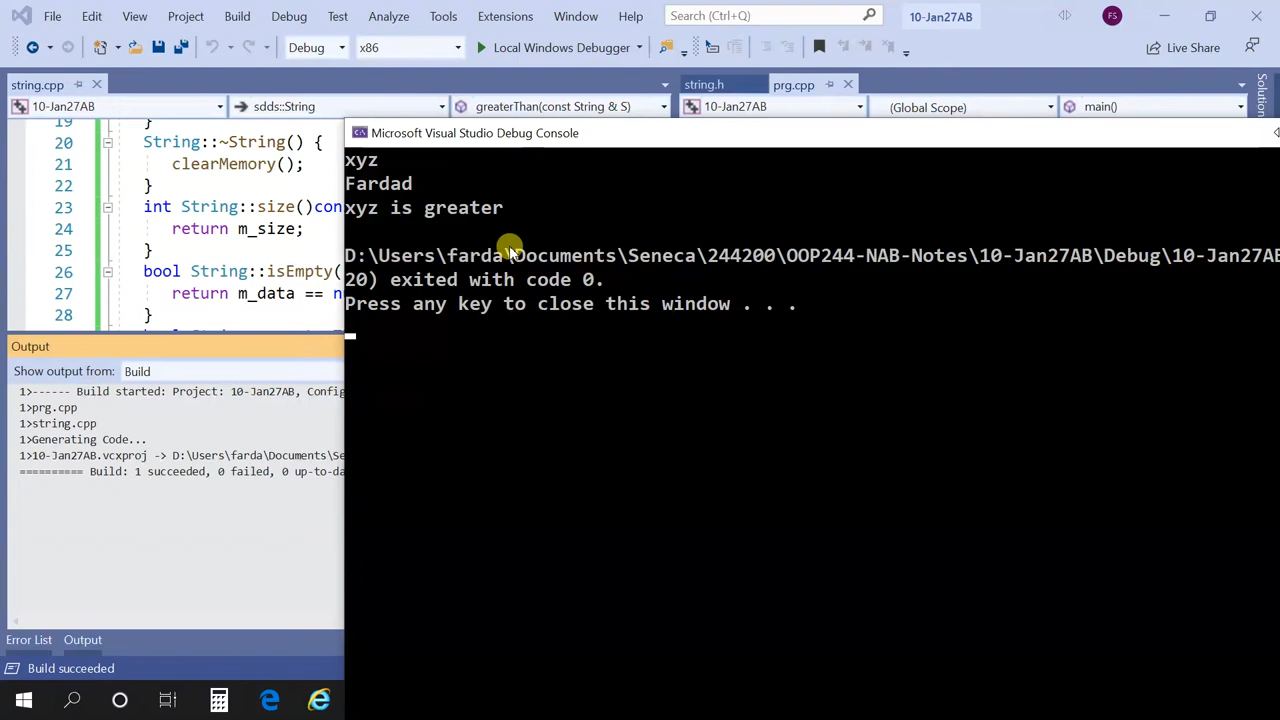 File Edit View Project Build Debug Test Analyze Tools Extensions Window Help Search (Ctrl+Q) 10-Jan27AB FS
Debug x86 Local Windows Debugger Live Share
string.cpp string.h prg.cpp
10-Jan27AB sdds::String greaterThan(const String & S) 10-Jan27AB (Global Scope) main()
Solution
19 }
20 String::~String() {
21 clearMemory();
22 }
23 int String::size()con
24 return m_size;
25 }
26 bool String::isEmpty(
27 return m_data == n
28 }
Microsoft Visual Studio Debug Console
xyz
Fardad
xyz is greater
D:\Users\farda\Documents\Seneca\244200\OOP244-NAB-Notes\10-Jan27AB\Debug\10-Jan27AB
20) exited with code 0.
Press any key to close this window . . .
Output
Show output from: Build
1>------ Build started: Project: 10-Jan27AB, Config
1>prg.cpp
1>string.cpp
1>Generating Code...
1>10-Jan27AB.vcxproj -> D:\Users\farda\Documents\Se
========== Build: 1 succeeded, 0 failed, 0 up-to-da
Error List Output
Build succeeded